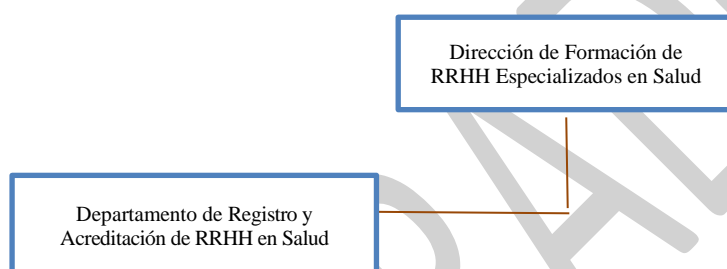 Dirección de Formación de
RRHH Especializados en Salud
Departamento de Registro y
Acreditación de RRHH en Salud